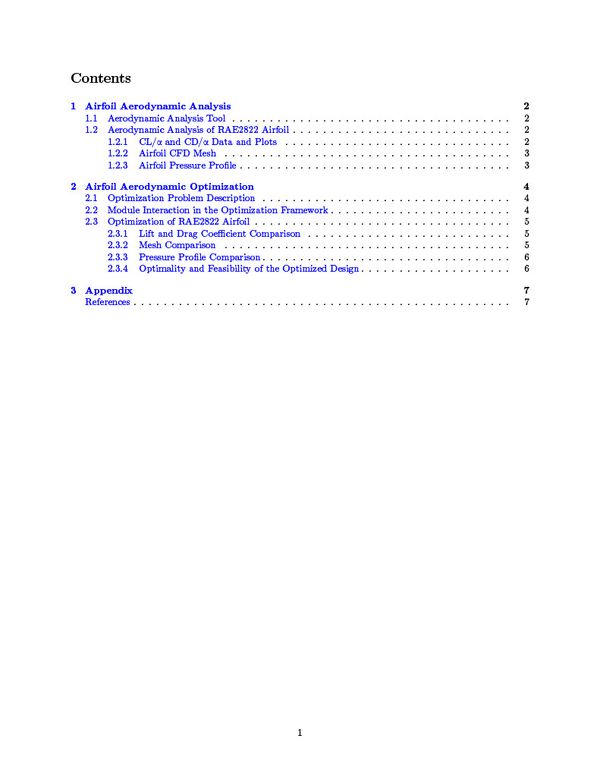 Contents
1 Airfoil Aerodynamic Analysis 2
1.1 Aerodynamic Analysis Tool . . . . . . . . . . . . . . . . . . . . . . . . . . . . . . . . . . . . . 2
1.2 Aerodynamic Analysis of RAE2822 Airfoil . . . . . . . . . . . . . . . . . . . . . . . . . . . . . 2
1.2.1 CL/α and CD/α Data and Plots . . . . . . . . . . . . . . . . . . . . . . . . . . . . . . 2
1.2.2 Airfoil CFD Mesh . . . . . . . . . . . . . . . . . . . . . . . . . . . . . . . . . . . . . . 3
1.2.3 Airfoil Pressure Profile . . . . . . . . . . . . . . . . . . . . . . . . . . . . . . . . . . . . 3
2 Airfoil Aerodynamic Optimization 4
2.1 Optimization Problem Description . . . . . . . . . . . . . . . . . . . . . . . . . . . . . . . . . 4
2.2 Module Interaction in the Optimization Framework . . . . . . . . . . . . . . . . . . . . . . . . 4
2.3 Optimization of RAE2822 Airfoil . . . . . . . . . . . . . . . . . . . . . . . . . . . . . . . . . . 5
2.3.1 Lift and Drag Coefficient Comparison . . . . . . . . . . . . . . . . . . . . . . . . . . . 5
2.3.2 Mesh Comparison . . . . . . . . . . . . . . . . . . . . . . . . . . . . . . . . . . . . . . 5
2.3.3 Pressure Profile Comparison . . . . . . . . . . . . . . . . . . . . . . . . . . . . . . . . . 6
2.3.4 Optimality and Feasibility of the Optimized Design . . . . . . . . . . . . . . . . . . . . 6
3 Appendix 7
References . . . . . . . . . . . . . . . . . . . . . . . . . . . . . . . . . . . . . . . . . . . . . . . . . . 7
1